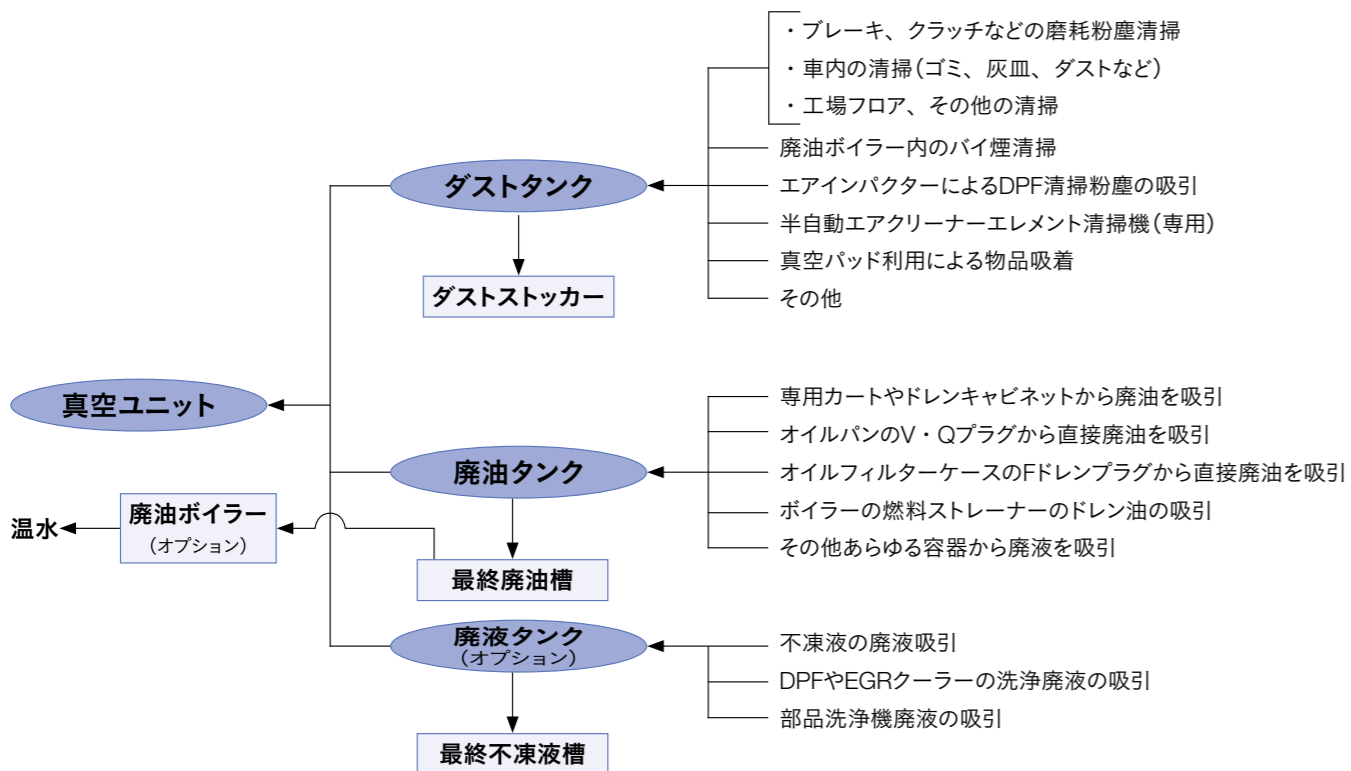 ・ブレーキ、クラッチなどの磨耗粉塵清掃
・車内の清掃(ゴミ、灰皿、ダストなど)
・工場フロア、その他の清掃
廃油ボイラー内のバイ煙清掃
ダストタンク
エアインパクターによるDPF清掃粉塵の吸引
半自動エアクリーナーエレメント清掃機(専用)
真空パッド利用による物品吸着
ダストストッカー
その他
真空ユニット
専用カートやドレンキャビネットから廃油を吸引
オイルパンのV・Qプラグから直接廃油を吸引
廃油タンク
オイルフィルターケースのFドレンプラグから直接廃油を吸引
ボイラーの燃料ストレーナーのドレン油の吸引
その他あらゆる容器から廃液を吸引
温水
廃油ボイラー
(オプション)
最終廃油槽
廃液タンク
(オプション)
不凍液の廃液吸引
DPFやEGRクーラーの洗浄廃液の吸引
部品洗浄機廃液の吸引
最終不凍液槽